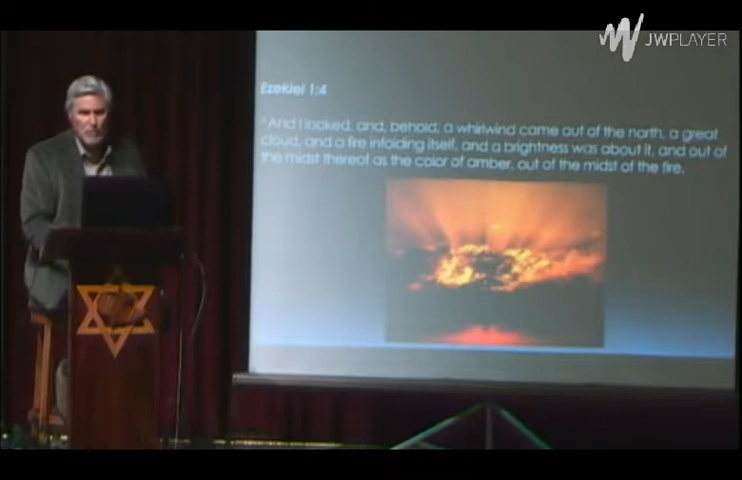 JWPLAYER
Ezekiel 1:4
And I looked, and, behold, a whirlwind came out of the north, a great
cloud, and a fire infolding itself, and a brightness was about it, and out of
the midst thereof as the color of amber, out of the midst of the fire.